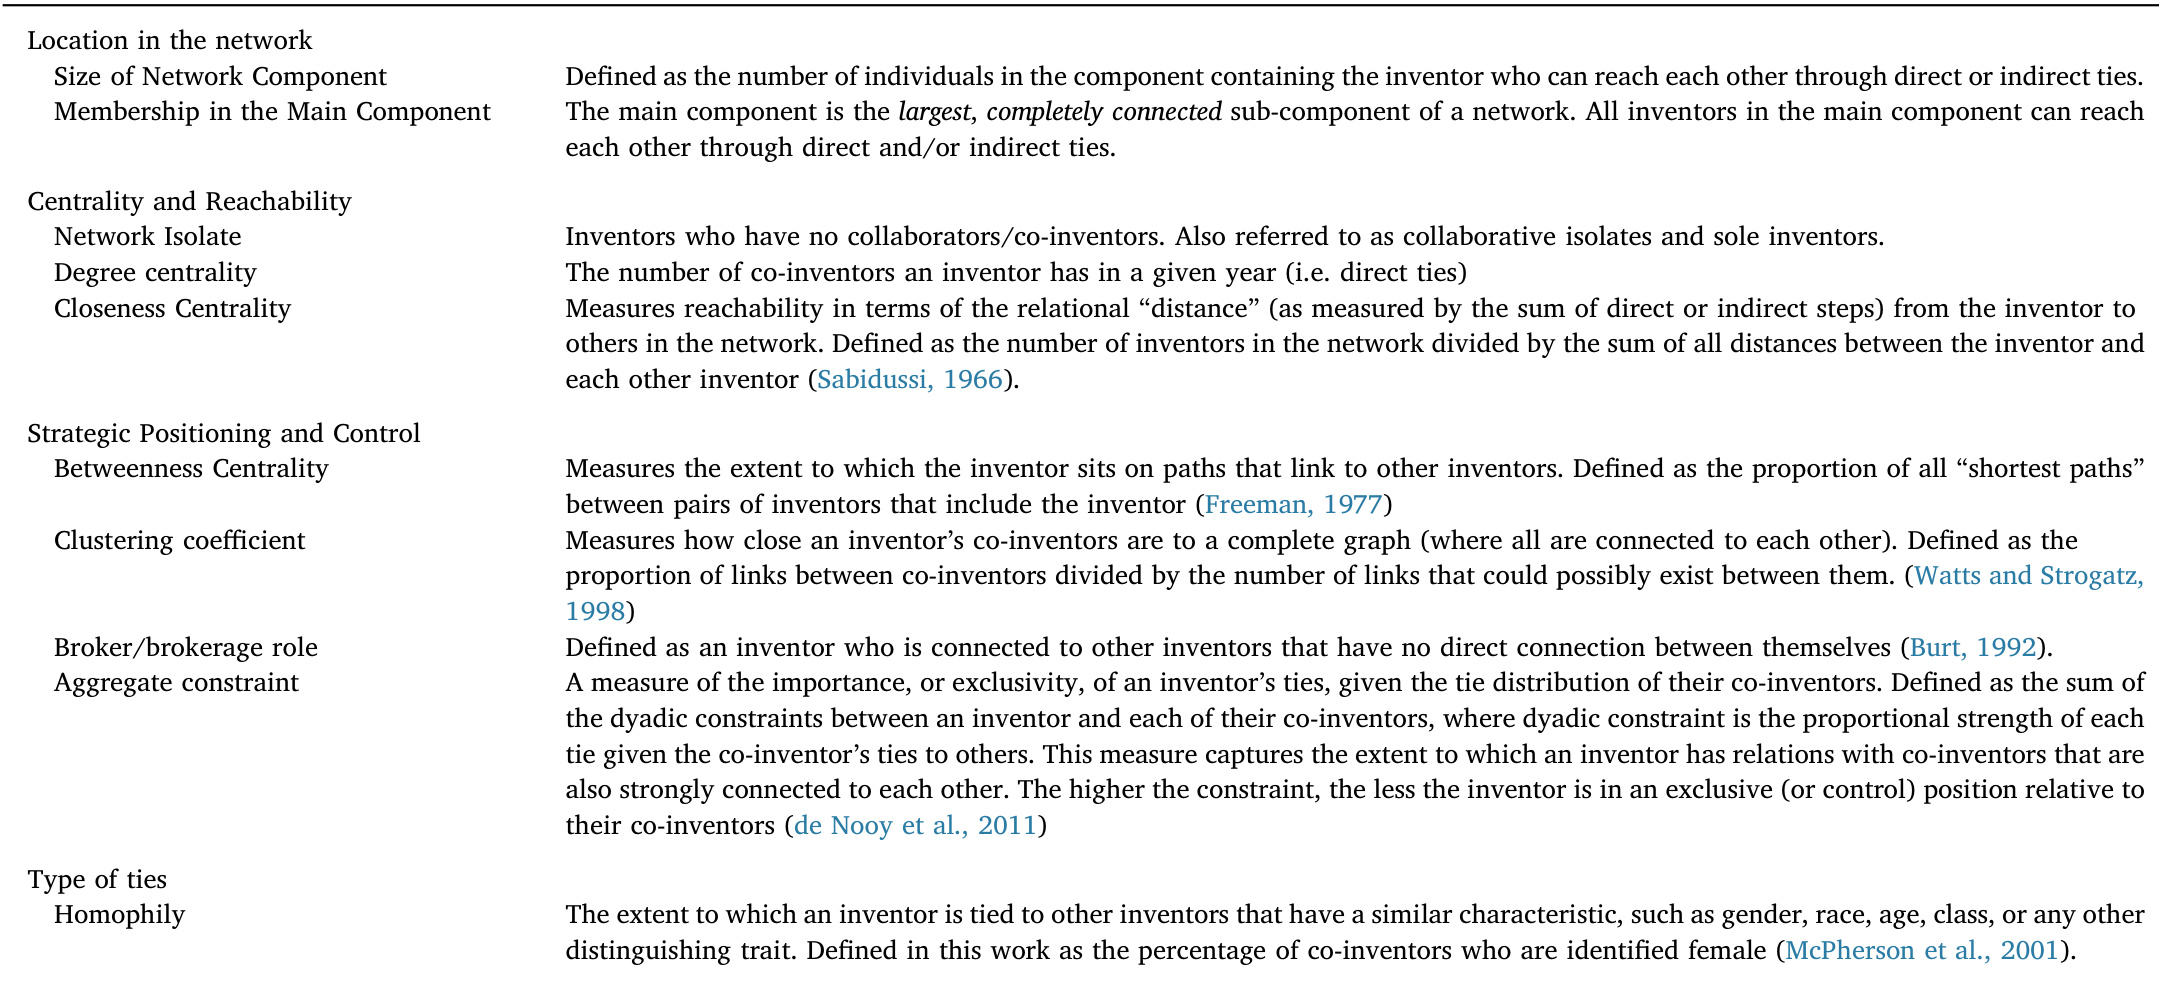 Location in the network
Size of Network Component Defined as the number of individuals in the component containing the inventor who can reach each other through direct or indirect ties.
Membership in the Main Component The main component is the largest, completely connected sub-component of a network. All inventors in the main component can reach
each other through direct and/or indirect ties.
Centrality and Reachability
Network Isolate Inventors who have no collaborators/co-inventors. Also referred to as collaborative isolates and sole inventors.
Degree centrality The number of co-inventors an inventor has in a given year (i.e. direct ties)
Closeness Centrality Measures reachability in terms of the relational “distance” (as measured by the sum of direct or indirect steps) from the inventor to
others in the network. Defined as the number of inventors in the network divided by the sum of all distances between the inventor and
each other inventor (Sabidussi, 1966).
Strategic Positioning and Control
Betweenness Centrality Measures the extent to which the inventor sits on paths that link to other inventors. Defined as the proportion of all “shortest paths”
between pairs of inventors that include the inventor (Freeman, 1977)
Clustering coefficient Measures how close an inventor’s co-inventors are to a complete graph (where all are connected to each other). Defined as the
proportion of links between co-inventors divided by the number of links that could possibly exist between them. (Watts and Strogatz,
1998)
Broker/brokerage role Defined as an inventor who is connected to other inventors that have no direct connection between themselves (Burt, 1992).
Aggregate constraint A measure of the importance, or exclusivity, of an inventor’s ties, given the tie distribution of their co-inventors. Defined as the sum of
the dyadic constraints between an inventor and each of their co-inventors, where dyadic constraint is the proportional strength of each
tie given the co-inventor’s ties to others. This measure captures the extent to which an inventor has relations with co-inventors that are
also strongly connected to each other. The higher the constraint, the less the inventor is in an exclusive (or control) position relative to
their co-inventors (de Nooy et al., 2011)
Type of ties
Homophily The extent to which an inventor is tied to other inventors that have a similar characteristic, such as gender, race, age, class, or any other
distinguishing trait. Defined in this work as the percentage of co-inventors who are identified female (McPherson et al., 2001).